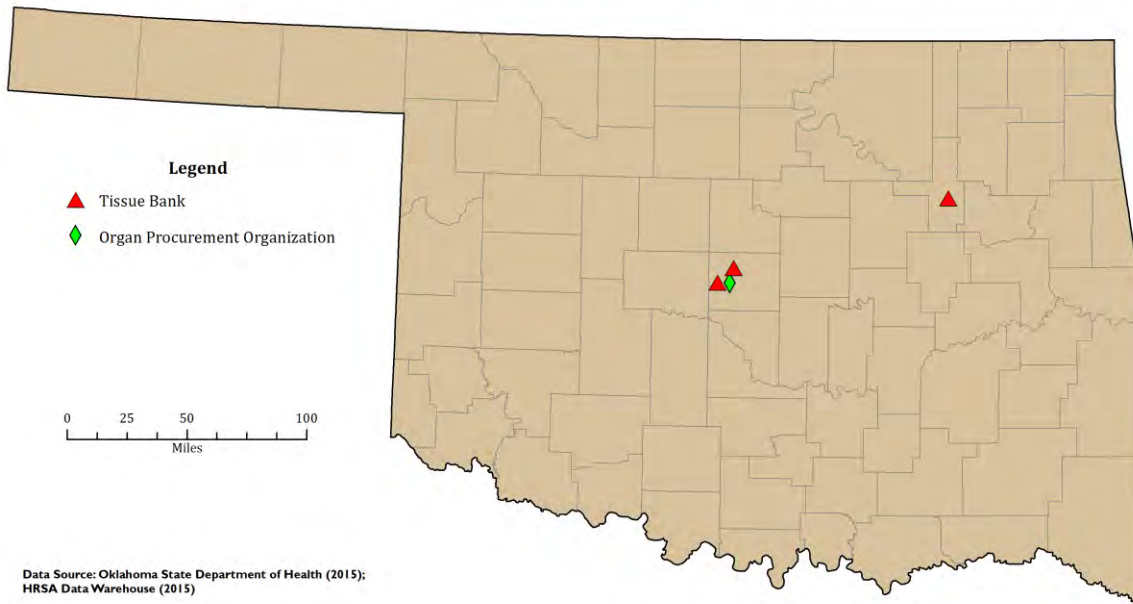 Legend
Tissue Bank
Organ Procurement Organization
0 25 50 100
Miles
Data Source: Oklahoma State Department of Health (2015);
HRSA Data Warehouse (2015)